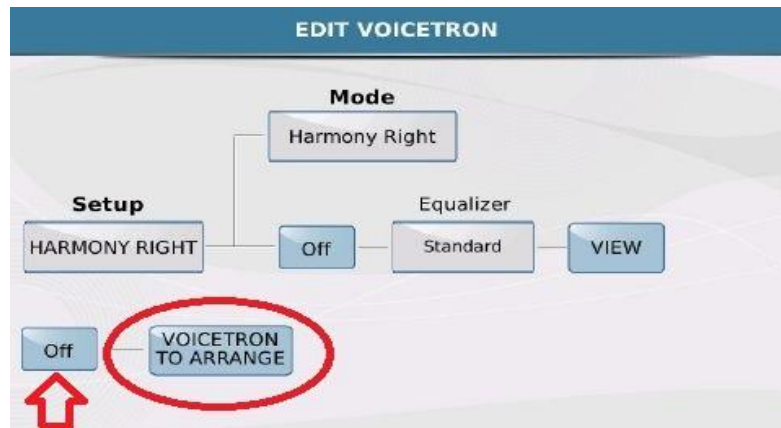 EDIT VOICETRON
Mode
Harmony Right
Setup
Equalizer
HARMONY RIGHT
Off
Standard
VIEW
Off
VOICETRON
TO ARRANGE